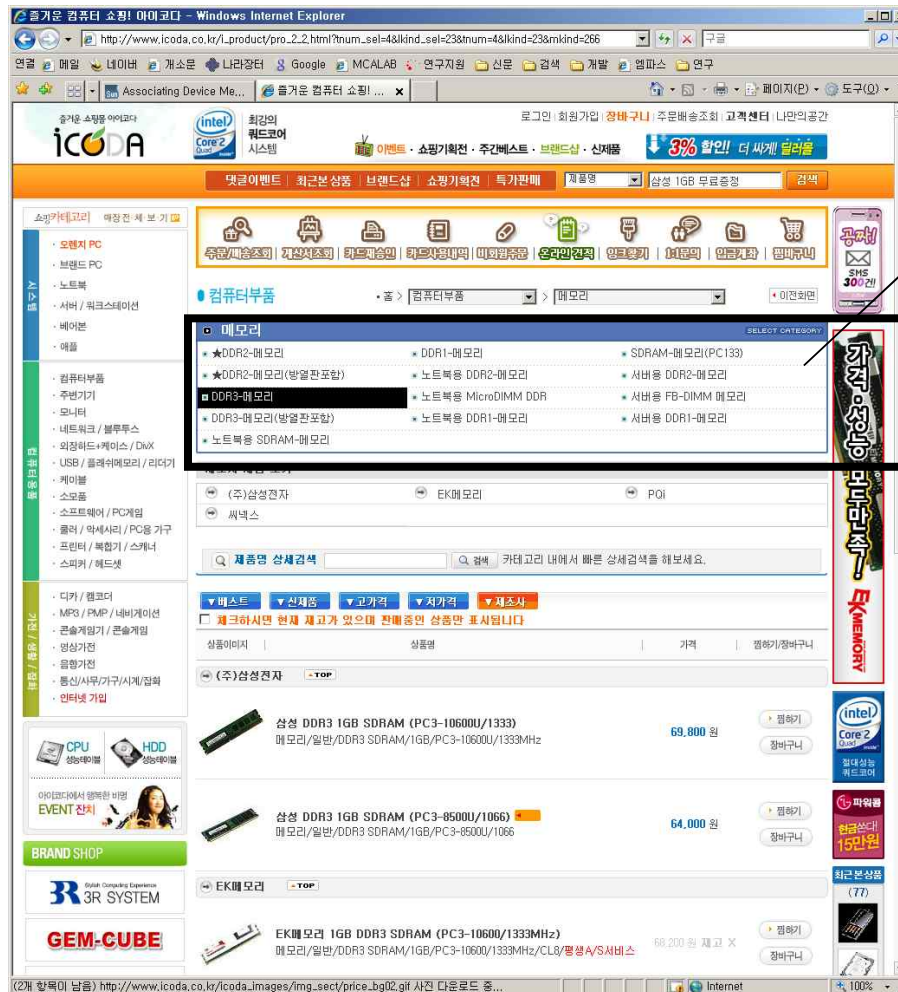 즐거운 컴퓨터 쇼핑! 아이코다 - Windows Internet Explorer
http://www.icoda.co.kr/i_product/pro_2_2.html?tnum_sel=4&lkind_sel=23&tnum=4&lkind=23&mkind=266
구글
연결 메일 네이버 개소문 나라장터 Google MCALAB 연구지원 신문 검색 개발 엠파스 연구
Associating Device Me... 즐거운 컴퓨터 쇼핑! ... x 페이지(P) 도구(O)
즐거운 쇼핑몰 아이코다
iCODA
intel Core 2 Quad
최강의
쿼드코어
시스템
로그인 | 회원가입 | 장바구니 | 주문배송조회 | 고객센터 | 나만의공간
이벤트 · 쇼핑기획전 · 주간베스트 · 브랜드샵 · 신제품
3% 할인!! 더 싸게! 딜러몰
댓글이벤트 | 최근본상품 | 브랜드샵 | 쇼핑기획전 | 특가판매
제품명 삼성 1GB 무료증정 검색
쇼핑카테고리 매장전체보기
시스템
· 오렌지 PC
· 브랜드 PC
· 노트북
· 서버 / 워크스테이션
· 베어본
· 애플
컴퓨터용품
· 컴퓨터부품
· 주변기기
· 모니터
· 네트워크 / 블루투스
· 외장하드+케이스 / DivX
· USB / 플래쉬메모리 / 리더기
· 케이블
· 소모품
· 소프트웨어 / PC게임
· 쿨러 / 악세사리 / PC용 가구
· 프린터 / 복합기 / 스캐너
· 스피커 / 헤드셋
가전 / 생활 / 잡화
· 디카 / 캠코더
· MP3 / PMP / 네비게이션
· 콘솔게임기 / 콘솔게임
· 영상가전
· 음향가전
· 통신/사무/가구/시계/잡화
· 인터넷 가입
CPU
성능테이블
HDD
성능테이블
아이코다에서 행복한 비명
EVENT 잔치
BRAND SHOP
Stylish Computing Experience
3R SYSTEM
GEM-CUBE
주문/배송조회 | 계산서조회 | 카드재승인 | 카드사용내역 | 비회원주문 | 온라인견적 | 암호찾기 | 1:1문의 | 입금계좌 | 찜바구니
컴퓨터부품
· 홈 > 컴퓨터부품 > 메모리
이전화면
메모리
SELECT CATEGORY
★DDR2-메모리 DDR1-메모리 SDRAM-메모리(PC133)
★DDR2-메모리(방열판포함) 노트북용 DDR2-메모리 서버용 DDR2-메모리
DDR3-메모리 노트북용 MicroDIMM DDR 서버용 FB-DIMM 메모리
DDR3-메모리(방열판포함) 노트북용 DDR1-메모리 서버용 DDR1-메모리
노트북용 SDRAM-메모리
(주)삼성전자 EK메모리 PQi
씨넥스
제품명 상세검색 검색 카테고리 내에서 빠른 상세검색을 해보세요.
▼베스트 ▼신제품 ▼고가격 ▼저가격 ▼제조사
체크하시면 현재 재고가 있으며 판매중인 상품만 표시됩니다
상품이미지 | 상품명 | 가격 | 찜하기/장바구니
(주)삼성전자 TOP
삼성 DDR3 1GB SDRAM (PC3-10600U/1333)
메모리/일반/DDR3 SDRAM/1GB/PC3-10600U/1333MHz
69,800 원
찜하기
장바구니
삼성 DDR3 1GB SDRAM (PC3-8500U/1066)
메모리/일반/DDR3 SDRAM/1GB/PC3-8500U/1066
64,000 원
찜하기
장바구니
EK메모리 TOP
EK메모리 1GB DDR3 SDRAM (PC3-10600/1333MHz)
메모리/일반/DDR3 SDRAM/1GB/PC3-10600/1333MHz/CL8/평생A/S서비스
68,200 원 재고 X
찜하기
장바구니
공짜!
SMS
300건!
가격·성능 모두만족!
EKMEMORY
intel
Core 2
Quad
절대성능
쿼드코어
파워콤
현금쏜다!
15만원
최근본상품
(77)
(2개 항목이 남음) http://www.icoda.co.kr/icoda_images/img_sect/price_bg02.gif 사진 다운로드 중...
Internet
100%